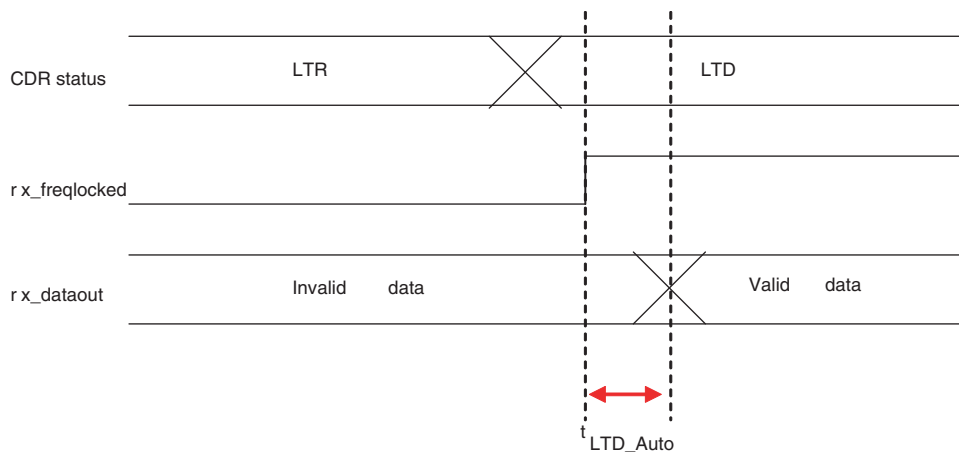 CDR status
LTR
LTD
r x_freqlocked
r x_dataout
Invalid data
Valid data
t LTD_Auto